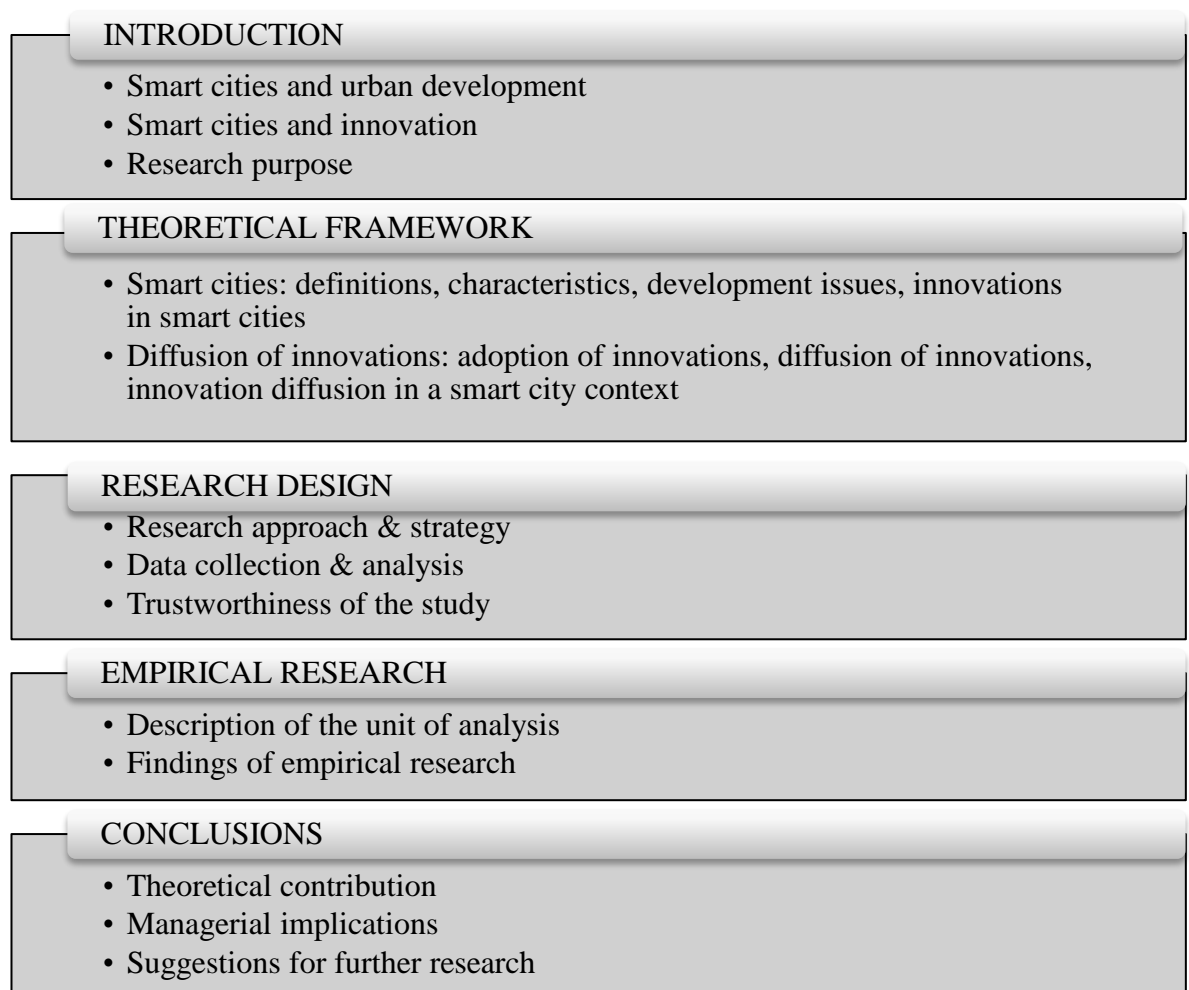 INTRODUCTION
• Smart cities and urban development
• Smart cities and innovation
• Research purpose
THEORETICAL FRAMEWORK
• Smart cities: definitions, characteristics, development issues, innovations
in smart cities
• Diffusion of innovations: adoption of innovations, diffusion of innovations,
innovation diffusion in a smart city context
RESEARCH DESIGN
• Research approach & strategy
• Data collection & analysis
• Trustworthiness of the study
EMPIRICAL RESEARCH
• Description of the unit of analysis
• Findings of empirical research
CONCLUSIONS
• Theoretical contribution
• Managerial implications
• Suggestions for further research